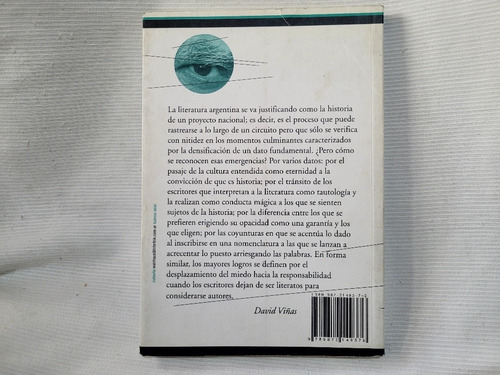 La literatura argentina se va justificando como la historia
de un proyecto nacional; es decir, es el proceso que puede
rastrearse a lo largo de un circuito pero que sólo se verifica
con nitidez en los momentos culminantes caracterizados
por la densificación de un dato fundamental. ¿Pero cómo
se reconocen esas emergencias? Por varios datos: por el
pasaje de la cultura entendida como eternidad a la
convicción de que es historia; por el tránsito de los
escritores que interpretan a la literatura como tautología y
la realizan como conducta mágica a los que se sienten
sujetos de la historia; por la diferencia entre los que se
prefieren erigiendo su opacidad como una garantía y los
que eligen; por las coyunturas en que se acentúa lo dado
al inscribirse en una nomenclatura a las que se lanzan a
acrecentar lo puesto arriesgando las palabras. En forma
similar, los mayores logros se definen por el
desplazamiento del miedo hacia la responsabilidad
cuando los escritores dejan de ser literatos para
considerarse autores.
David Viñas